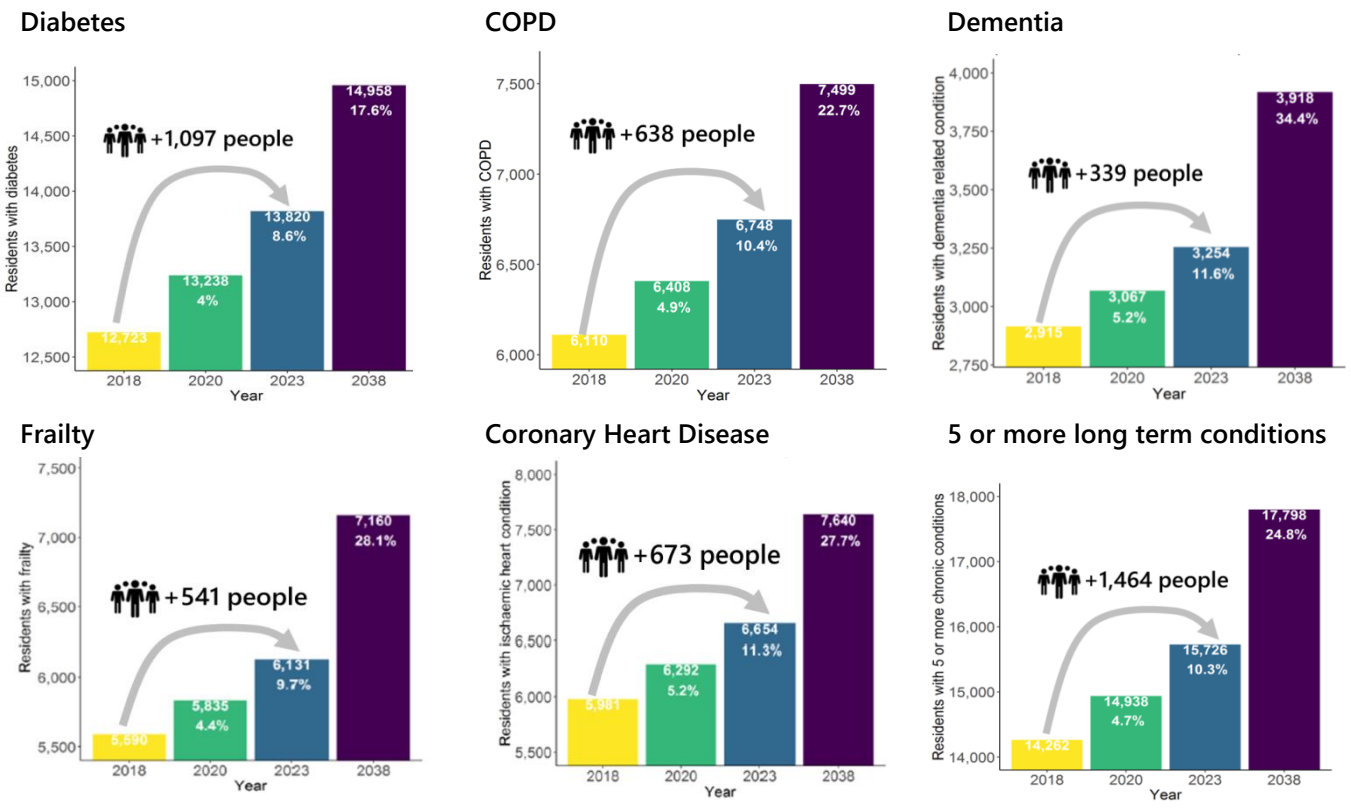 Diabetes
15,000
14,500
14,000
13,500
13,000
12,500
Residents with diabetes
+1,097 people
12,723
13,238
4%
13,820
8.6%
14,958
17.6%
2018 2020 2023 2038
Year
COPD
7,500
7,000
6,500
6,000
Residents with COPD
+638 people
6,110
6,408
4.9%
6,748
10.4%
7,499
22.7%
2018 2020 2023 2038
Year
Dementia
4,000
3,750
3,500
3,250
3,000
2,750
Residents with dementia related condition
+339 people
2,915
3,067
5.2%
3,254
11.6%
3,918
34.4%
2018 2020 2023 2038
Year
Frailty
7,500
7,000
6,500
6,000
5,500
Residents with frailty
+541 people
5,590
5,835
4.4%
6,131
9.7%
7,160
28.1%
2018 2020 2023 2038
Year
Coronary Heart Disease
8,000
7,500
7,000
6,500
6,000
5,500
Residents with ischaemic heart condition
+673 people
5,981
6,292
5.2%
6,654
11.3%
7,640
27.7%
2018 2020 2023 2038
Year
5 or more long term conditions
18,000
17,000
16,000
15,000
14,000
Residents with 5 or more chronic conditions
+1,464 people
14,262
14,938
4.7%
15,726
10.3%
17,798
24.8%
2018 2020 2023 2038
Year